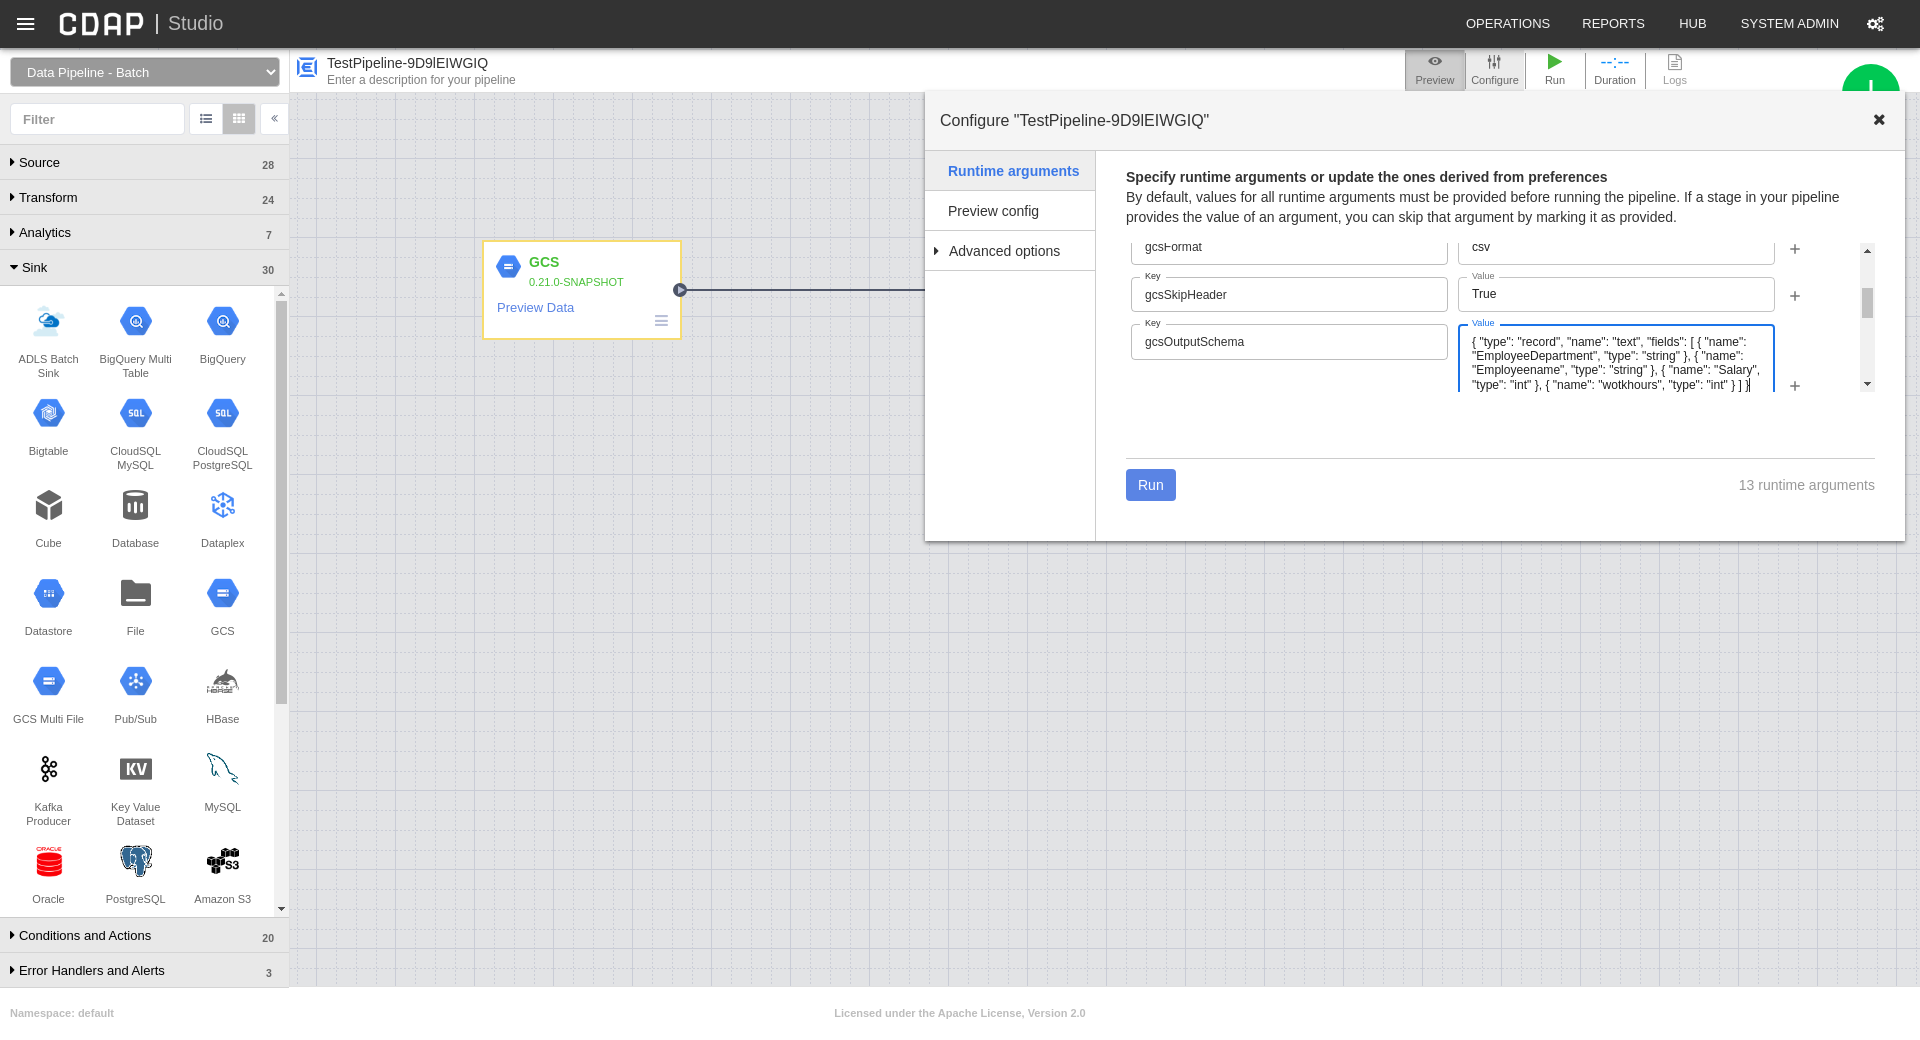 CDAP | Studio
OPERATIONS
REPORTS
HUB
SYSTEM ADMIN
Data Pipeline - Batch
TestPipeline-9D9lEIWGIQ
Enter a description for your pipeline
Preview
Configure
Run
--:--
Duration
Logs
Filter
Source
28
Transform
24
Analytics
7
Sink
30
ADLS Batch
Sink
BigQuery Multi
Table
BigQuery
Bigtable
SQL
CloudSQL
MySQL
SQL
CloudSQL
PostgreSQL
Cube
Database
Dataplex
Datastore
File
GCS
GCS Multi File
Pub/Sub
HBASE
HBase
Kafka
Producer
KV
Key Value
Dataset
MySQL
ORACLE
Oracle
PostgreSQL
S3
Amazon S3
Conditions and Actions
20
Error Handlers and Alerts
3
GCS
0.21.0-SNAPSHOT
Preview Data
Configure "TestPipeline-9D9lEIWGIQ"
Runtime arguments
Preview config
Advanced options
Specify runtime arguments or update the ones derived from preferences
By default, values for all runtime arguments must be provided before running the pipeline. If a stage in your pipeline
provides the value of an argument, you can skip that argument by marking it as provided.
gcsFormat
csv
Key
gcsSkipHeader
Value
True
Key
gcsOutputSchema
Value
{ "type": "record", "name": "text", "fields": [ { "name":
"EmployeeDepartment", "type": "string" }, { "name":
"Employeename", "type": "string" }, { "name": "Salary",
"type": "int" }, { "name": "wotkhours", "type": "int" } ] }
Run
13 runtime arguments
Namespace: default
Licensed under the Apache License, Version 2.0